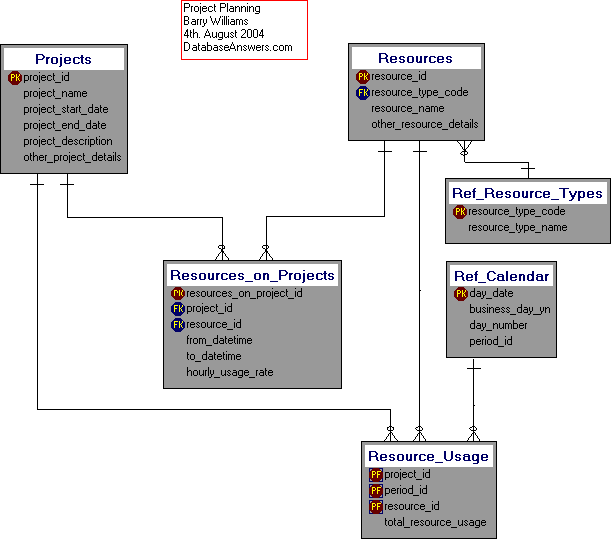 Project Planning
Barry Williams
4th. August 2004
DatabaseAnswers.com
Projects
PK project_id
project_name
project_start_date
project_end_date
project_description
other_project_details
Resources
PK resource_id
FK resource_type_code
resource_name
other_resource_details
Ref_Resource_Types
PK resource_type_code
resource_type_name
Resources_on_Projects
PK resources_on_project_id
FK project_id
FK resource_id
from_datetime
to_datetime
hourly_usage_rate
Ref_Calendar
PK day_date
business_day_yn
day_number
period_id
Resource_Usage
PF project_id
PF period_id
PF resource_id
total_resource_usage